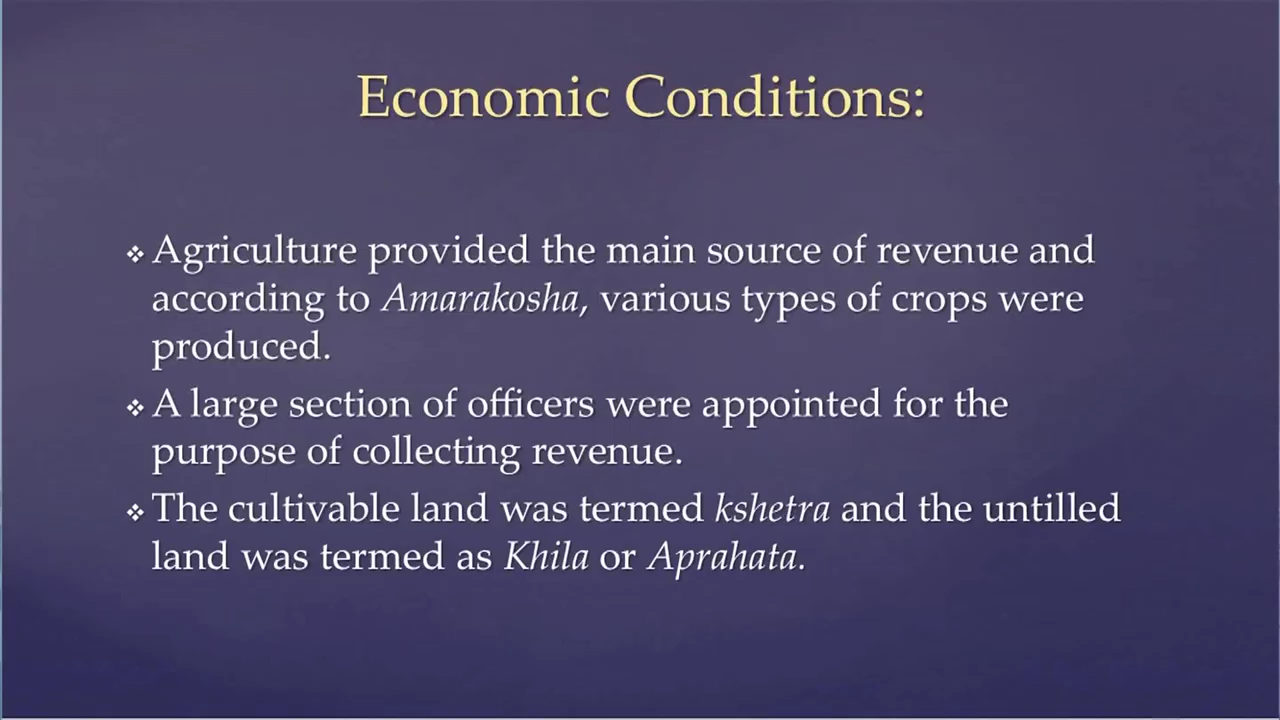 Economic Conditions:
❖ Agriculture provided the main source of revenue and
according to Amarakosha, various types of crops were
produced.
❖ A large section of officers were appointed for the
purpose of collecting revenue.
❖ The cultivable land was termed kshetra and the untilled
land was termed as Khila or Aprahata.